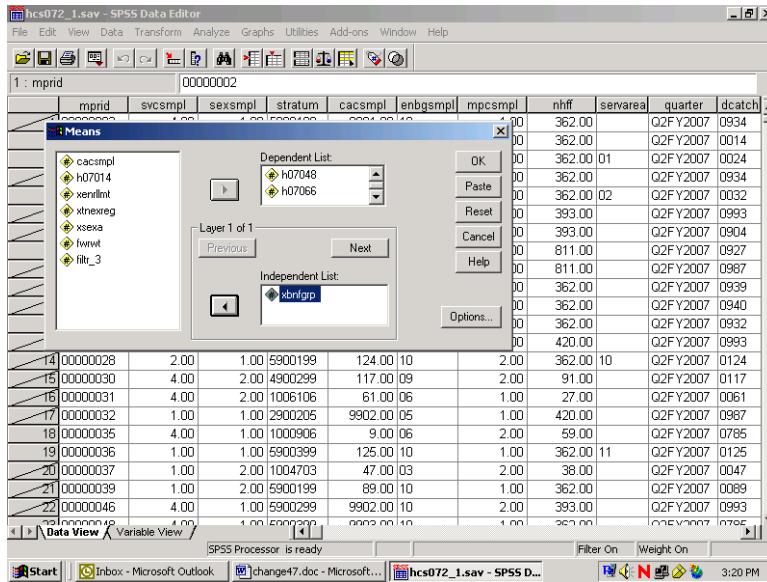 hcs072_1.sav - SPSS Data Editor
File Edit View Data Transform Analyze Graphs Utilities Add-ons Window Help
1 : mprid 00000002
mprid svcsmpl sexsmpl stratum cacsmpl enbgsmpl mpcsmpl nhff servarea quarter dcatch
362.00 Q2FY2007 0934
Means
362.00 Q2FY2007 0014
cacsmpl Dependent List: OK 362.00 01 Q2FY2007 0024
h07014 h07048 362.00 Q2FY2007 0934
xenrllmt h07066 Paste 362.00 02 Q2FY2007 0032
xtnexreg Reset 393.00 Q2FY2007 0993
xsexa Layer 1 of 1 Cancel 393.00 Q2FY2007 0904
fwrwt Previous Next 811.00 Q2FY2007 0927
filtr_3 Help 811.00 Q2FY2007 0987
Independent List: 362.00 Q2FY2007 0939
xbnfgrp 362.00 Q2FY2007 0940
Options... 362.00 Q2FY2007 0932
420.00 Q2FY2007 0993
14 00000028 2.00 1.00 5900199 124.00 10 2.00 362.00 10 Q2FY2007 0124
15 00000030 4.00 2.00 4900299 117.00 09 2.00 91.00 Q2FY2007 0117
16 00000031 4.00 2.00 1006106 61.00 06 1.00 27.00 Q2FY2007 0061
17 00000032 1.00 1.00 2900205 9902.00 05 1.00 420.00 Q2FY2007 0987
18 00000035 4.00 1.00 1000906 9.00 06 2.00 59.00 Q2FY2007 0785
19 00000036 1.00 1.00 5900399 125.00 10 1.00 362.00 11 Q2FY2007 0125
20 00000037 1.00 2.00 1004703 47.00 03 2.00 38.00 Q2FY2007 0047
21 00000039 1.00 2.00 5900199 89.00 10 1.00 362.00 Q2FY2007 0089
22 00000046 4.00 1.00 5900299 9902.00 10 2.00 393.00 Q2FY2007 0993
Data View Variable View
SPSS Processor is ready Filter On Weight On
Start Inbox - Microsoft Outlook change47.doc - Microsoft... hcs072_1.sav - SPSS D... 3:20 PM